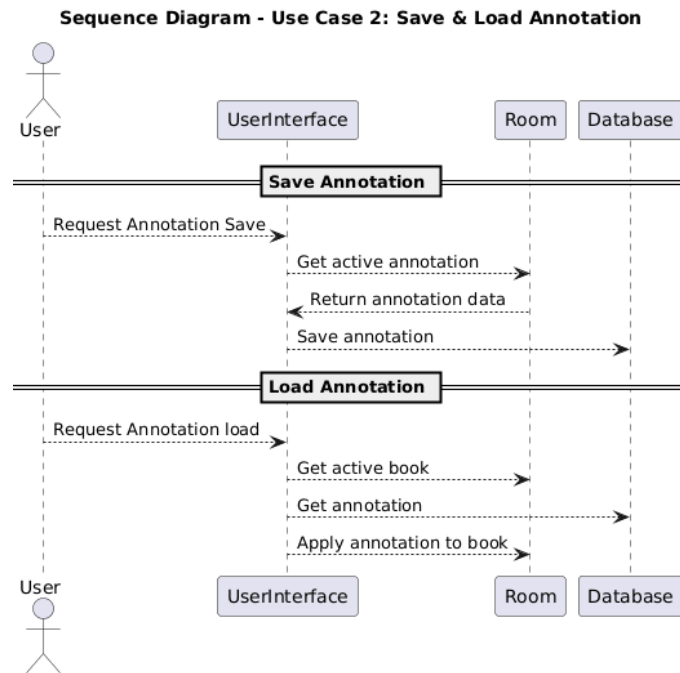 Sequence Diagram - Use Case 2: Save & Load Annotation
User
UserInterface
Room
Database
Save Annotation
Request Annotation Save
Get active annotation
Return annotation data
Save annotation
Load Annotation
Request Annotation load
Get active book
Get annotation
Apply annotation to book
User
UserInterface
Room
Database